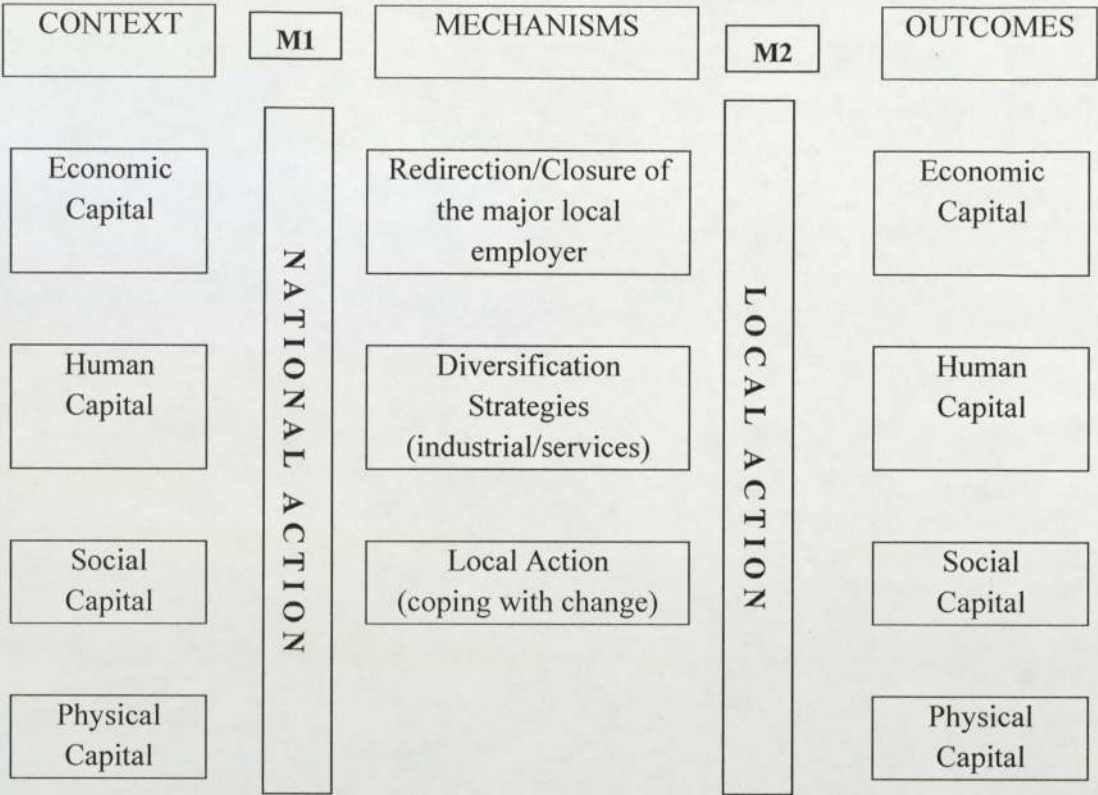 CONTEXT
M1
MECHANISMS
M2
OUTCOMES
Economic
Capital
Human
Capital
Social
Capital
Physical
Capital
NATIONAL ACTION
Redirection/Closure of
the major local
employer
Diversification
Strategies
(industrial/services)
Local Action
(coping with change)
LOCAL ACTION
Economic
Capital
Human
Capital
Social
Capital
Physical
Capital